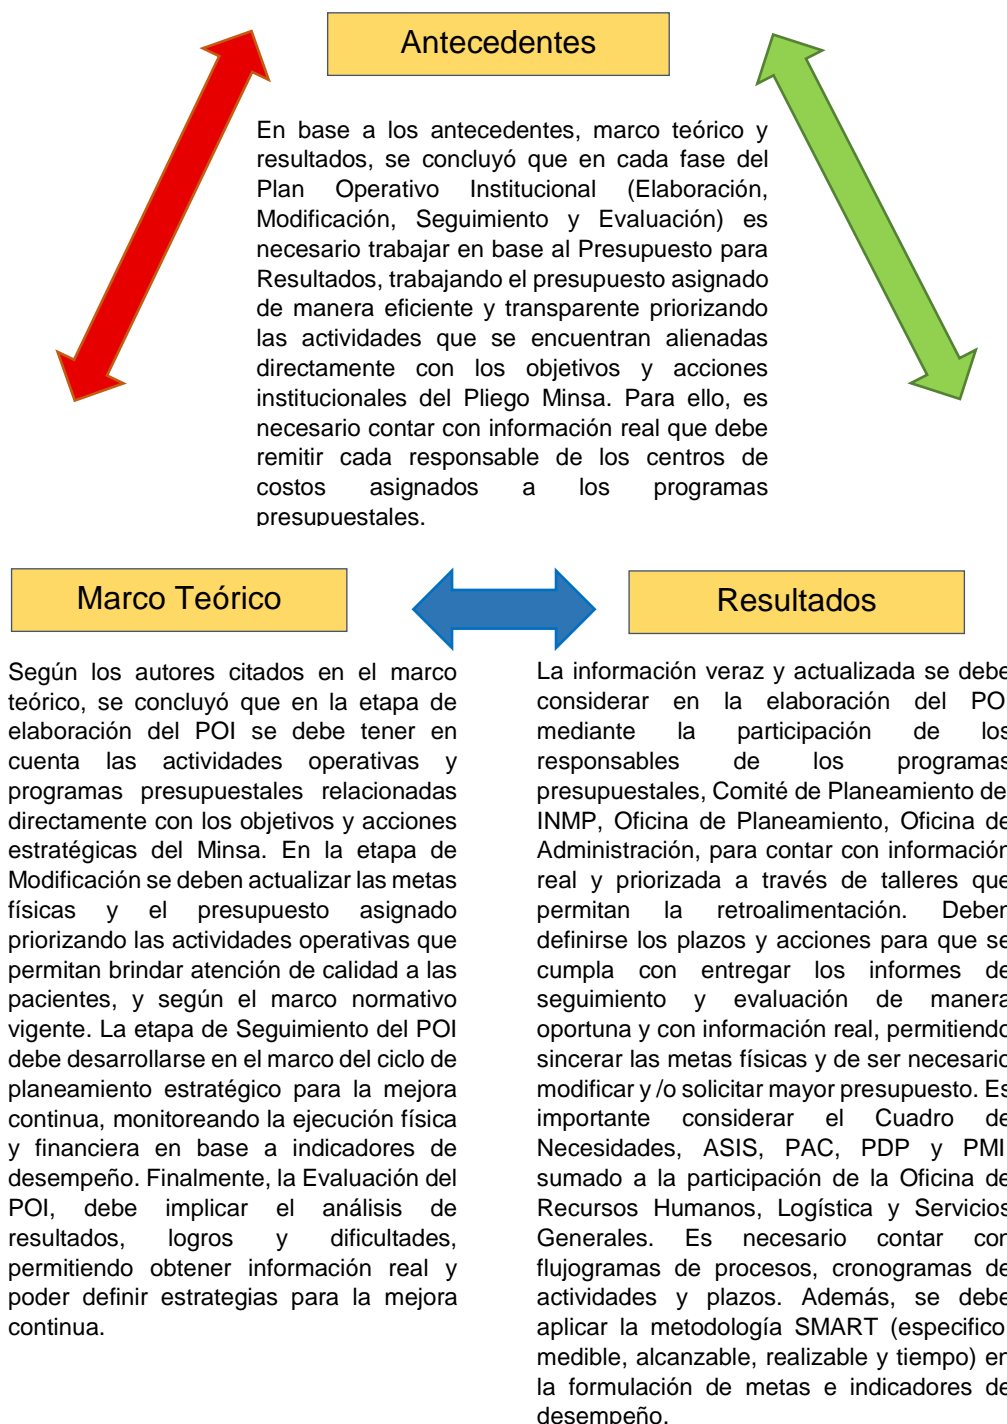 Antecedentes
En base a los antecedentes, marco teórico y
resultados, se concluyó que en cada fase del
Plan Operativo Institucional (Elaboración,
Modificación, Seguimiento y Evaluación) es
necesario trabajar en base al Presupuesto para
Resultados, trabajando el presupuesto asignado
de manera eficiente y transparente priorizando
las actividades que se encuentran alienadas
directamente con los objetivos y acciones
institucionales del Pliego Minsa. Para ello, es
necesario contar con información real que debe
remitir cada responsable de los centros de
costos asignados a los programas
presupuestales.
Marco Teórico
Según los autores citados en el marco
teórico, se concluyó que en la etapa de
elaboración del POI se debe tener en
cuenta las actividades operativas y
programas presupuestales relacionadas
directamente con los objetivos y acciones
estratégicas del Minsa. En la etapa de
Modificación se deben actualizar las metas
físicas y el presupuesto asignado
priorizando las actividades operativas que
permitan brindar atención de calidad a las
pacientes, y según el marco normativo
vigente. La etapa de Seguimiento del POI
debe desarrollarse en el marco del ciclo de
planeamiento estratégico para la mejora
continua, monitoreando la ejecución física
y financiera en base a indicadores de
desempeño. Finalmente, la Evaluación del
POI, debe implicar el análisis de
resultados, logros y dificultades,
permitiendo obtener información real y
poder definir estrategias para la mejora
continua.
Resultados
La información veraz y actualizada se debe
considerar en la elaboración del PO
mediante la participación de los
responsables de los programas
presupuestales, Comité de Planeamiento de
INMP, Oficina de Planeamiento, Oficina de
Administración, para contar con información
real y priorizada a través de talleres que
permitan la retroalimentación. Deben
definirse los plazos y acciones para que se
cumpla con entregar los informes de
seguimiento y evaluación de manera
oportuna y con información real, permitiendo
sincerar las metas físicas y de ser necesario
modificar y /o solicitar mayor presupuesto. Es
importante considerar el Cuadro de
Necesidades, ASIS, PAC, PDP y PMI
sumado a la participación de la Oficina de
Recursos Humanos, Logística y Servicios
Generales. Es necesario contar con
flujogramas de procesos, cronogramas de
actividades y plazos. Además, se debe
aplicar la metodología SMART (especifico
medible, alcanzable, realizable y tiempo) en
la formulación de metas e indicadores de
desempeño.